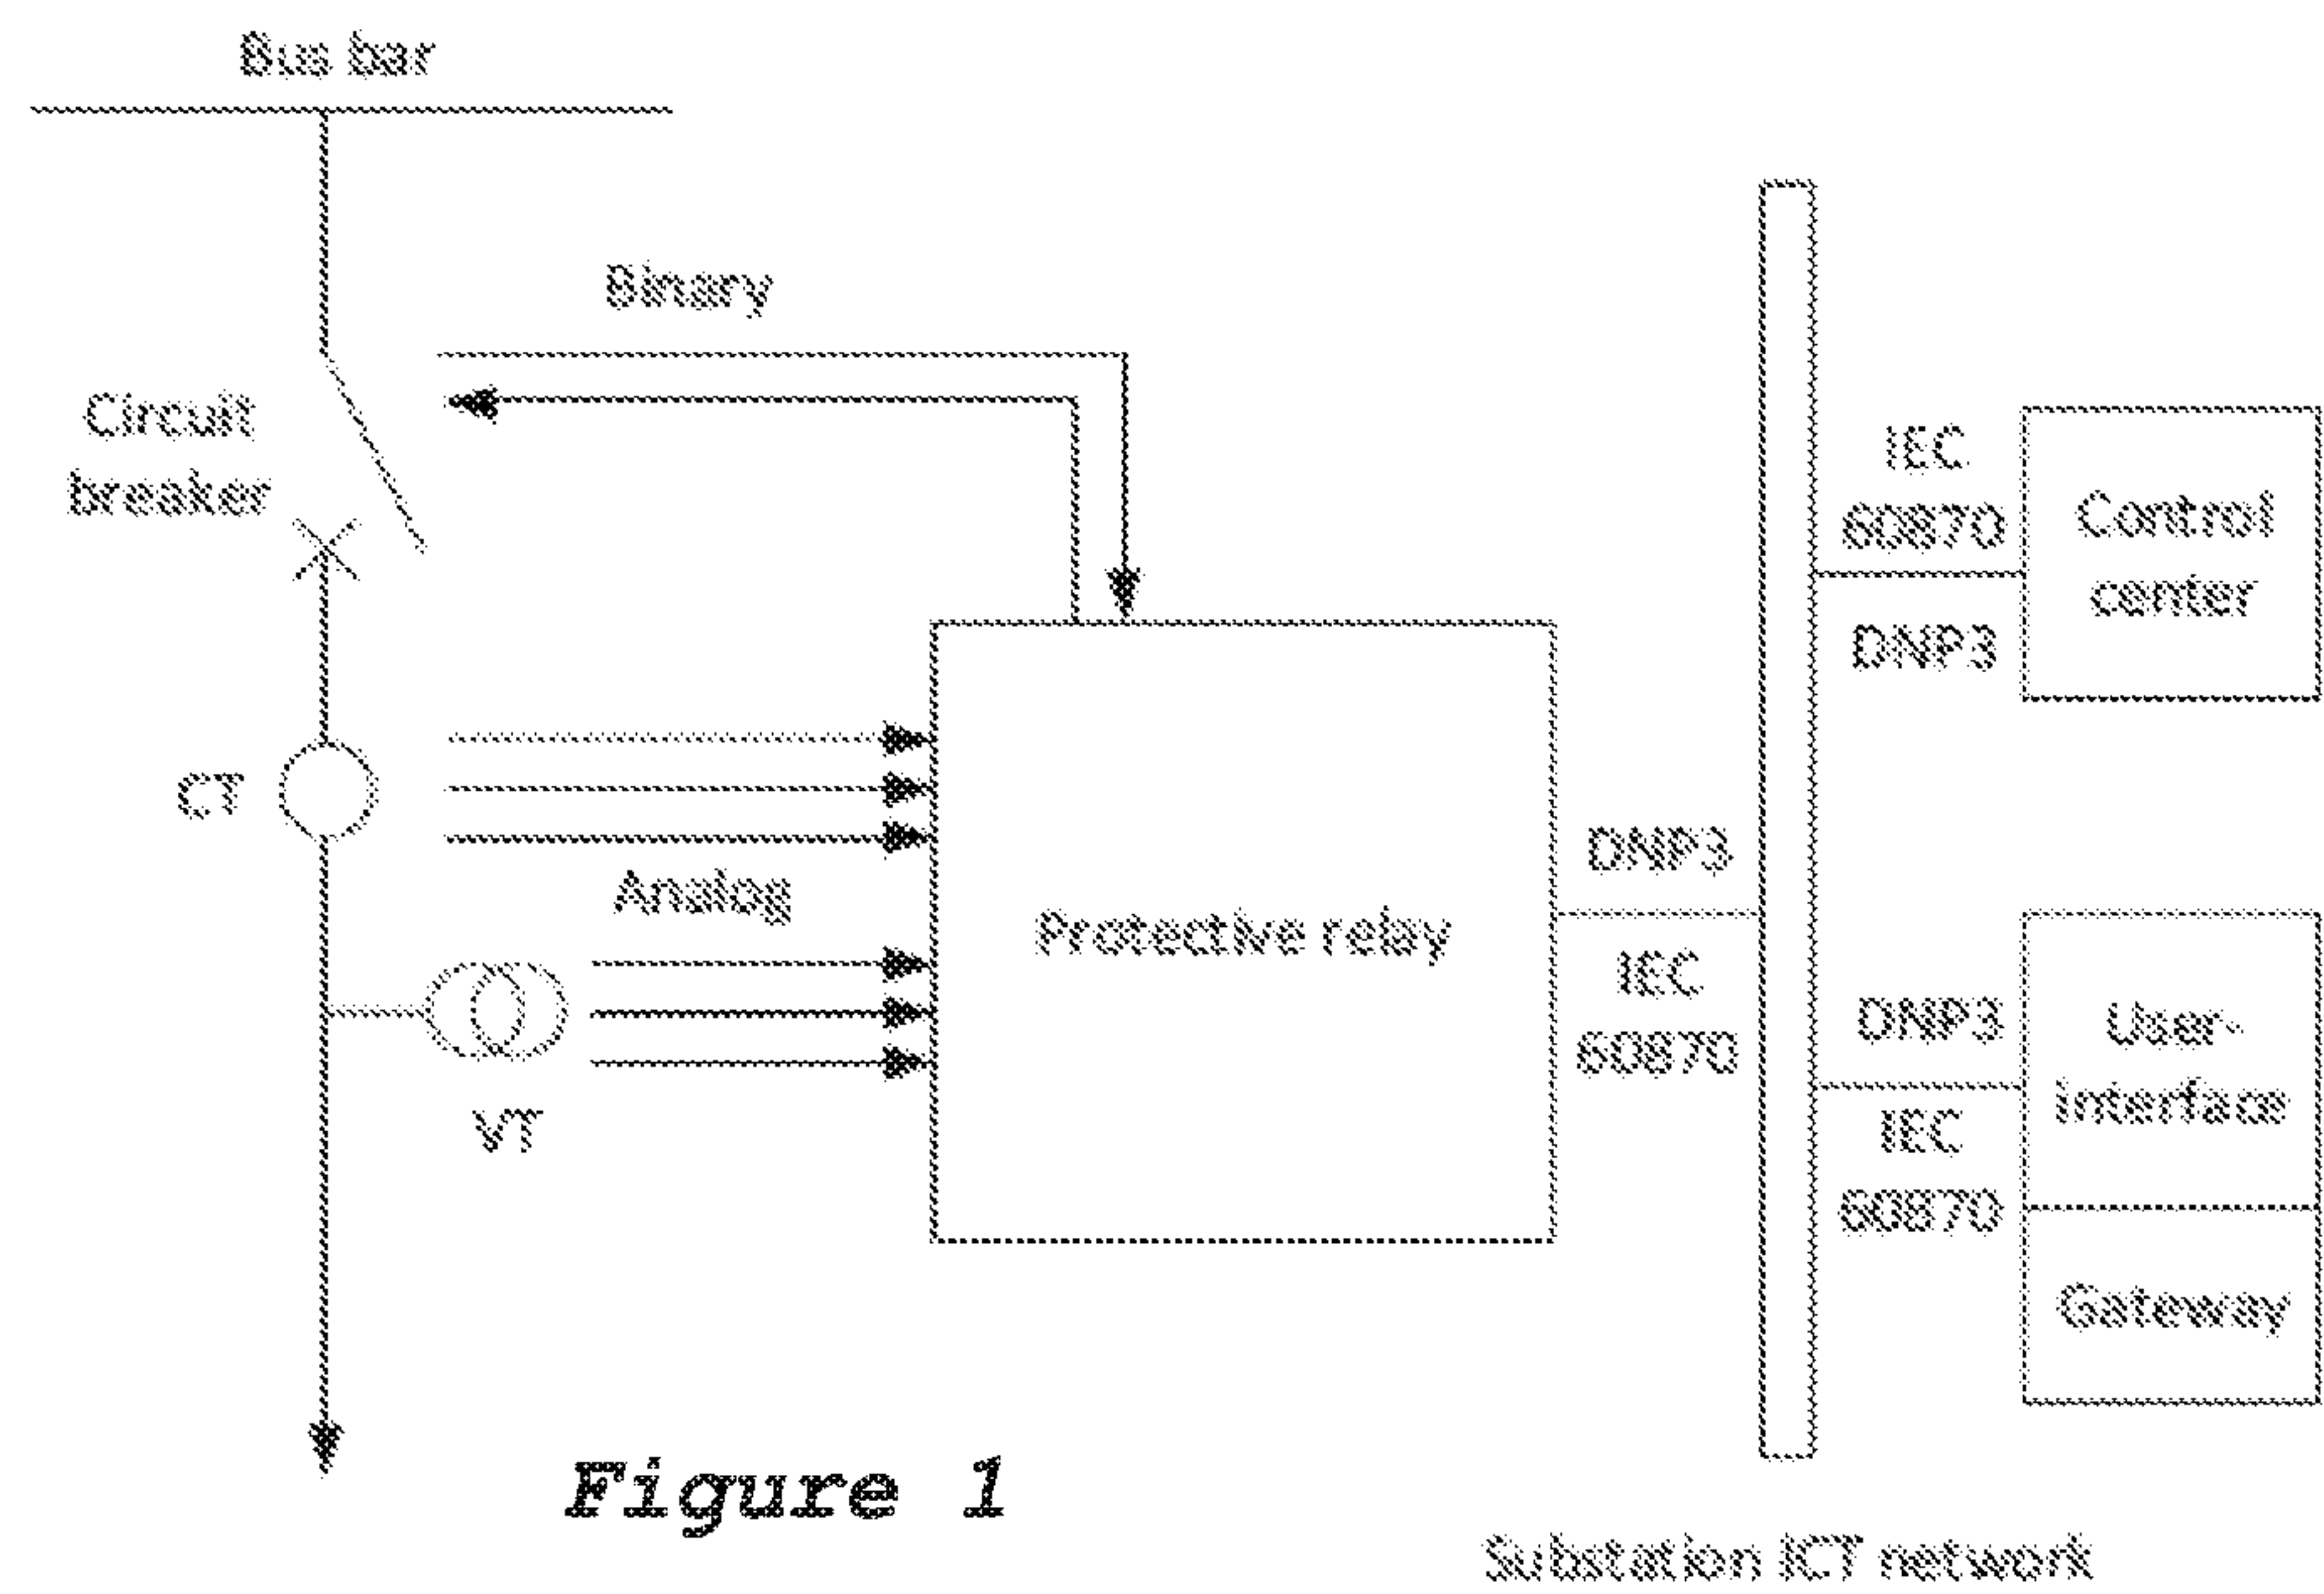 Bus bar
Binary
Circuit
breaker
IEC
60870
DNP3
Control
center
CT
Analog
VT
Protective relay
DNP3
IEC
60870
DNP3
IEC
60870
User-
interface
Gateway
Figure 1
Substation ICT network